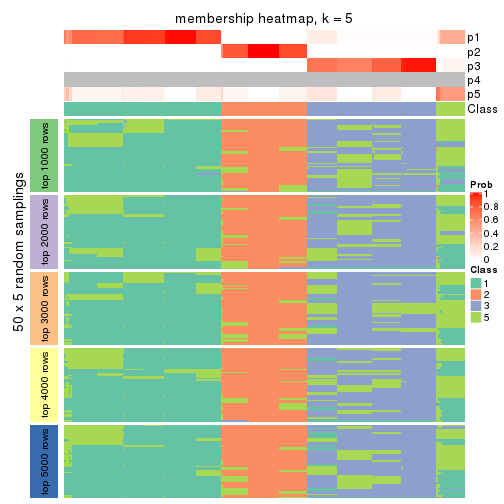 membership heatmap, k = 5
p1
p2
p3
p4
p5
Class
50 x 5 random samplings
top 1000 rows
top 2000 rows
top 3000 rows
top 4000 rows
top 5000 rows
Prob
1
0.8
0.6
0.4
0.2
0
Class
1
2
3
5